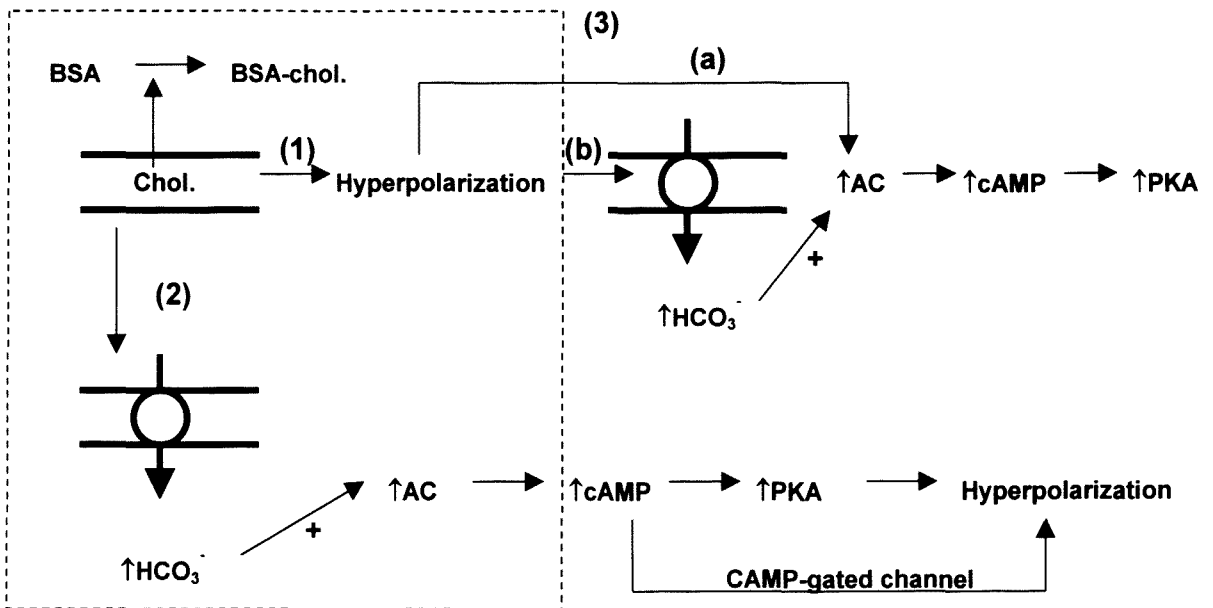 (3)
BSA
BSA-chol.
(a)
(1)
(b)
Chol.
Hyperpolarization
↑AC
↑cAMP
↑PKA
+
(2)
↑HCO₃⁻
↑AC
↑cAMP
↑PKA
Hyperpolarization
+
↑HCO₃⁻
CAMP-gated channel